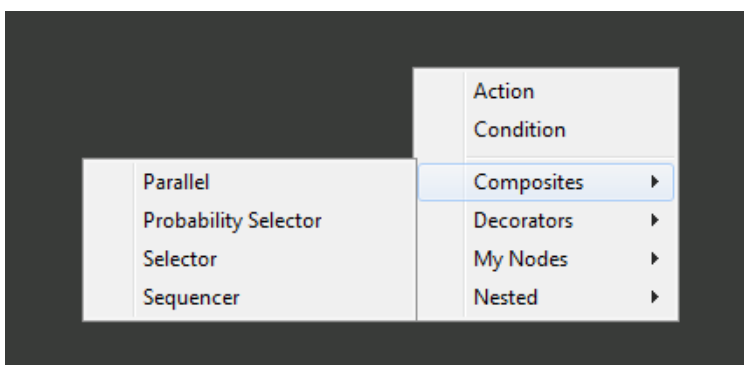 Action
Condition
Composites
Decorators
My Nodes
Nested
Parallel
Probability Selector
Selector
Sequencer